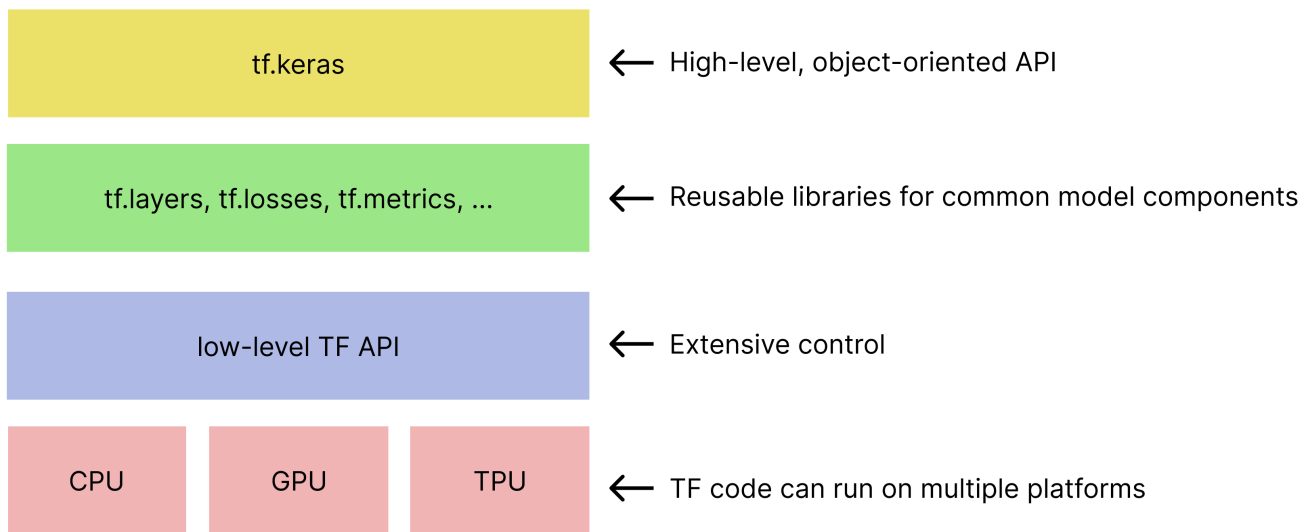 tf.keras
High-level, object-oriented API
tf.layers, tf.losses, tf.metrics, ...
Reusable libraries for common model components
low-level TF API
Extensive control
CPU
GPU
TPU
TF code can run on multiple platforms